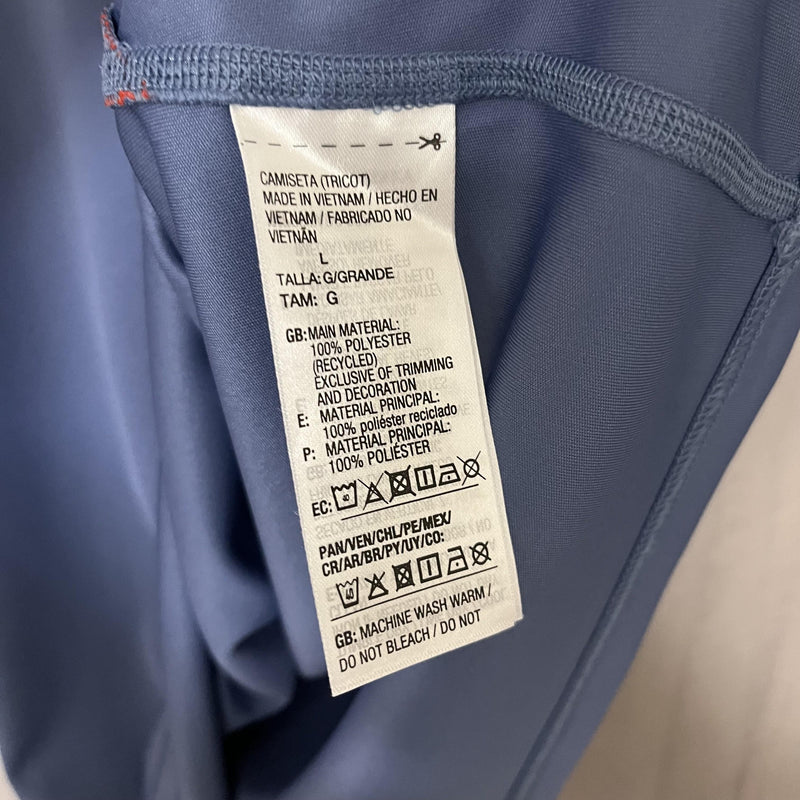 CAMISETA (TRICOT)
MADE IN VIETNAM / HECHO EN
VIETNAM / FABRICADO NO
VIETNÃN
L
TALLA: G/GRANDE
TAM: G
GB: MAIN MATERIAL:
100% POLYESTER
(RECYCLED)
EXCLUSIVE OF TRIMMING
AND DECORATION
E: MATERIAL PRINCIPAL:
100% poliéster reciclado
P: MATERIAL PRINCIPAL:
100% POLIÉSTER
EC: 40
PAN/VEN/CHL/PE/MEX/
CR/AR/BR/PY/UY/CO:
40
GB: MACHINE WASH WARM /
DO NOT BLEACH / DO NOT